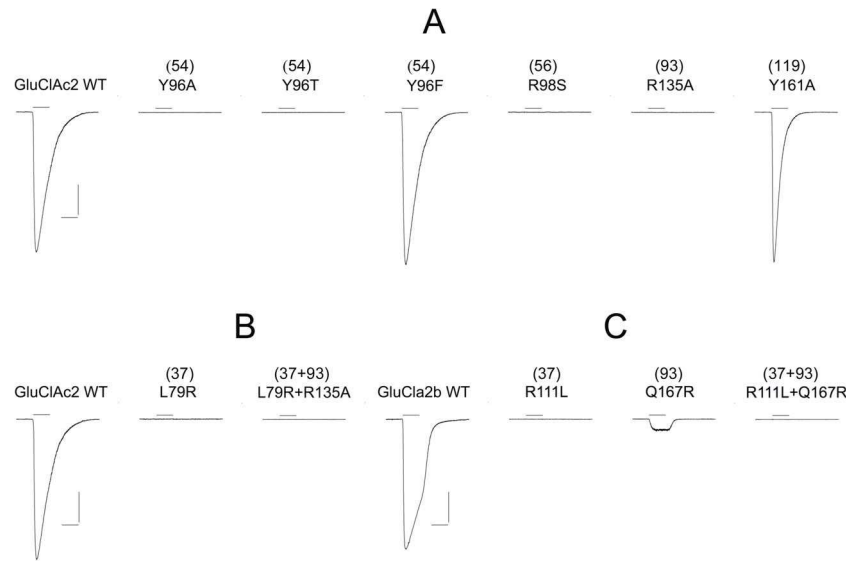 A
(54) (54) (54) (56) (93) (119)
GluClAc2 WT Y96A Y96T Y96F R98S R135A Y161A
B C
(37) (37+93) (37) (93) (37+93)
GluClAc2 WT L79R L79R+R135A GluCla2b WT R111L Q167R R111L+Q167R